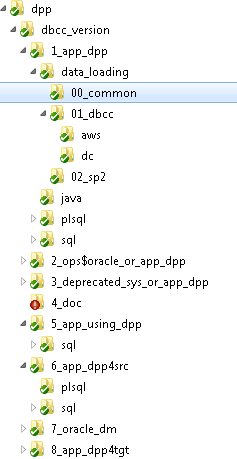 dpp
dbcc_version
1_app_dpp
data_loading
00_common
01_dbcc
aws
dc
02_sp2
java
plsql
sql
2_ops$oracle_or_app_dpp
3_deprecated_sys_or_app_dpp
4_doc
5_app_using_dpp
sql
6_app_dpp4src
plsql
sql
7_oracle_dm
8_app_dpp4tgt